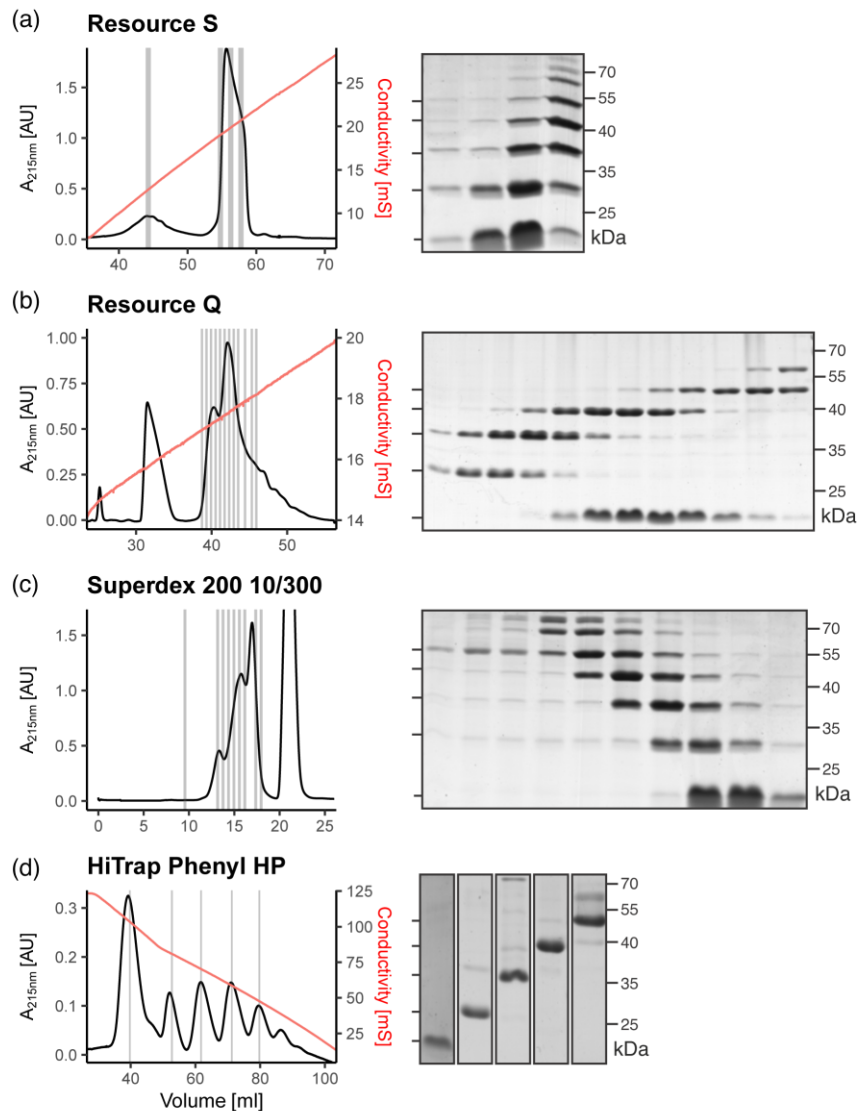 (a) Resource S
1.5
1.0
0.5
0.0
A215nm [AU]
25
20
15
10
Conductivity [mS]
40 50 60 70
70
55
40
35
25
kDa
(b) Resource Q
1.00
0.75
0.50
0.25
0.00
A215nm [AU]
20
18
16
14
Conductivity [mS]
30 40 50
70
55
40
35
25
kDa
(c) Superdex 200 10/300
1.5
1.0
0.5
0.0
A215nm [AU]
0 5 10 15 20 25
70
55
40
35
25
kDa
(d) HiTrap Phenyl HP
0.3
0.2
0.1
0.0
A215nm [AU]
125
100
75
50
25
Conductivity [mS]
40 60 80 100
Volume [ml]
70
55
40
35
25
kDa